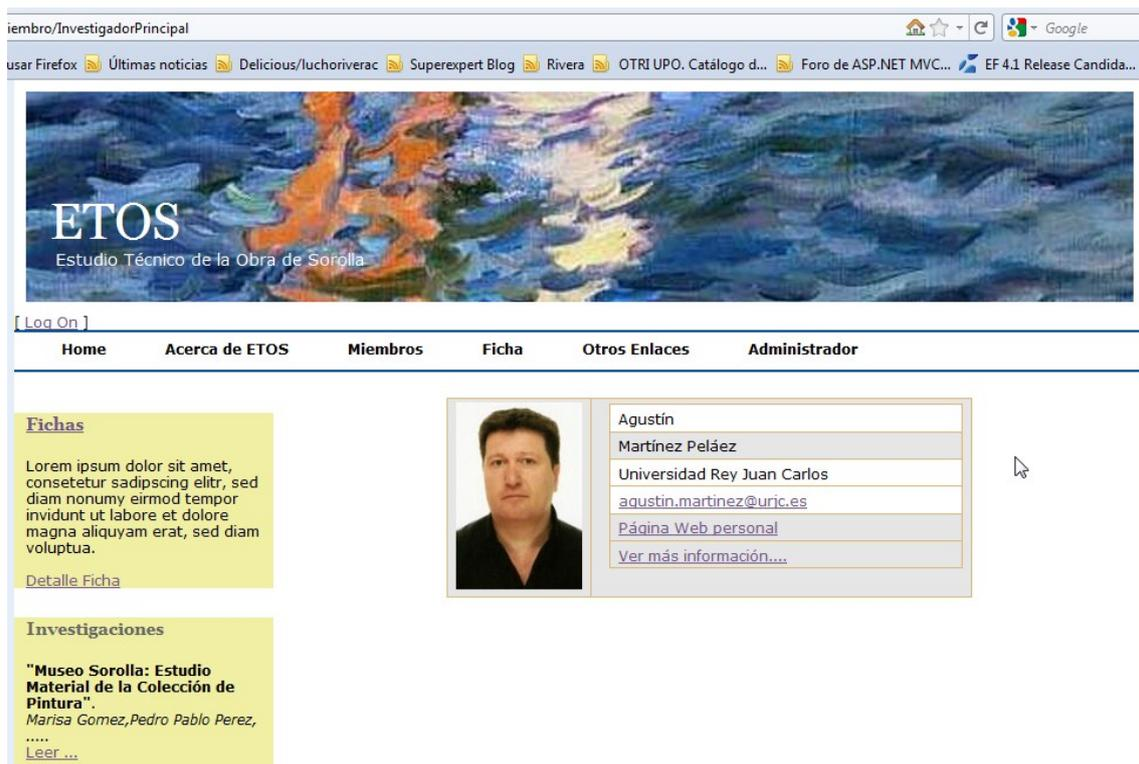 iembro/InvestigadorPrincipal
Google
usar Firefox Últimas noticias Delicious/luchoriverac Superexpert Blog Rivera OTRI UPO. Catálogo d... Foro de ASP.NET MVC... EF 4.1 Release Candida...
ETOS
Estudio Técnico de la Obra de Sorolla
[ Log On ]
Home Acerca de ETOS Miembros Ficha Otros Enlaces Administrador
Fichas
Lorem ipsum dolor sit amet,
consetetur sadipscing elitr, sed
diam nonumy eirmod tempor
invidunt ut labore et dolore
magna aliquyam erat, sed diam
voluptua.
Detalle Ficha
Agustín
Martínez Peláez
Universidad Rey Juan Carlos
agustin.martinez@urjc.es
Página Web personal
Ver más información....
Investigaciones
"Museo Sorolla: Estudio
Material de la Colección de
Pintura".
Marisa Gomez,Pedro Pablo Perez,
.....
Leer ...